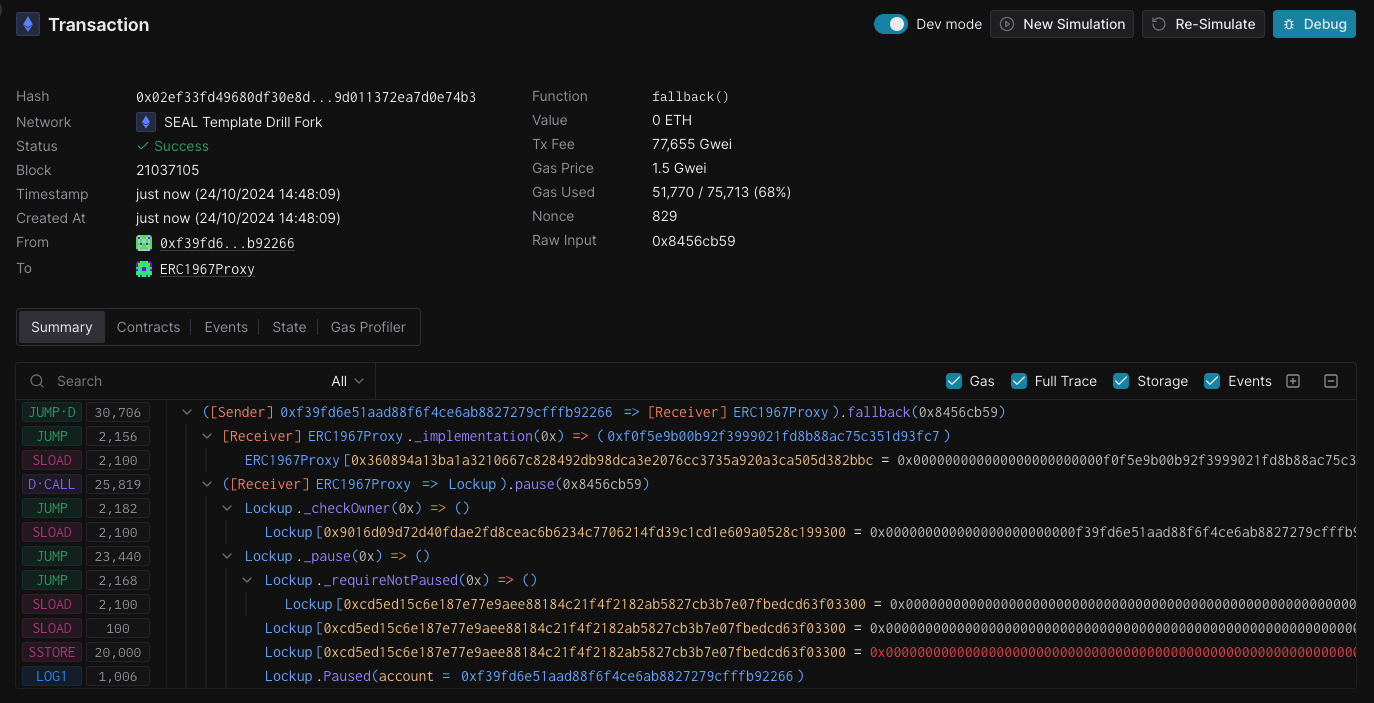 Transaction
Dev mode New Simulation Re-Simulate Debug
Hash 0x02ef33fd49680df30e8d...9d011372ea7d0e74b3
Network SEAL Template Drill Fork
Status Success
Block 21037105
Timestamp just now (24/10/2024 14:48:09)
Created At just now (24/10/2024 14:48:09)
From 0xf39fd6...b92266
To ERC1967Proxy
Function fallback()
Value 0 ETH
Tx Fee 77,655 Gwei
Gas Price 1.5 Gwei
Gas Used 51,770 / 75,713 (68%)
Nonce 829
Raw Input 0x8456cb59
Summary Contracts Events State Gas Profiler
Search All Gas Full Trace Storage Events
JUMP·D 30,706 ([Sender] 0xf39fd6e51aad88f6f4ce6ab8827279cfffb92266 => [Receiver] ERC1967Proxy).fallback(0x8456cb59)
JUMP 2,156 [Receiver] ERC1967Proxy._implementation(0x) => (0xf0f5e9b00b92f3999021fd8b88ac75c351d93fc7)
SLOAD 2,100 ERC1967Proxy[0x360894a13ba1a3210667c828492db98dca3e2076cc3735a920a3ca505d382bbc = 0x000000000000000000000000f0f5e9b00b92f3999021fd8b88ac75c3
D·CALL 25,819 ([Receiver] ERC1967Proxy => Lockup).pause(0x8456cb59)
JUMP 2,182 Lockup._checkOwner(0x) => ()
SLOAD 2,100 Lockup[0x9016d09d72d40fdae2fd8ceac6b6234c7706214fd39c1cd1e609a0528c199300 = 0x000000000000000000000000f39fd6e51aad88f6f4ce6ab8827279cfffb9
JUMP 23,440 Lockup._pause(0x) => ()
JUMP 2,168 Lockup._requireNotPaused(0x) => ()
SLOAD 2,100 Lockup[0xcd5ed15c6e187e77e9aee88184c21f4f2182ab5827cb3b7e07fbedcd63f03300 = 0x00000000000000000000000000000000000000000000000000000000
SLOAD 100 Lockup[0xcd5ed15c6e187e77e9aee88184c21f4f2182ab5827cb3b7e07fbedcd63f03300 = 0x0000000000000000000000000000000000000000000000000000000000
SSTORE 20,000 Lockup[0xcd5ed15c6e187e77e9aee88184c21f4f2182ab5827cb3b7e07fbedcd63f03300 = 0x0000000000000000000000000000000000000000000000000000000000
LOG1 1,006 Lockup.Paused(account = 0xf39fd6e51aad88f6f4ce6ab8827279cfffb92266)